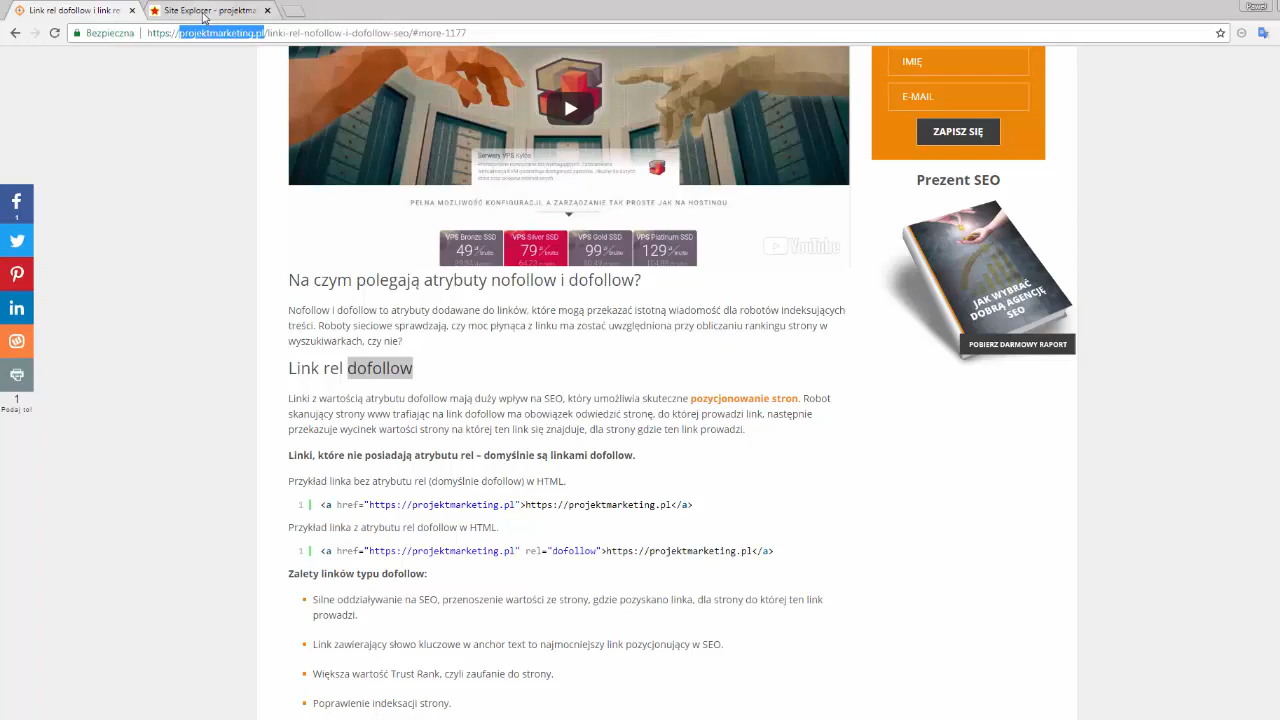 Link rel nofollow i link re
Site Explorer - projektma
Paweł
Bezpieczna
https://projektmarketing.pl/linki-rel-nofollow-i-dofollow-seo/#more-1177
IMIĘ
E-MAIL
ZAPISZ SIĘ
Serwery VPS Kylos
PEŁNA MOŻLIWOŚĆ KONFIGURACJI, A ZARZĄDZANIE TAK PROSTE JAK NA HOSTINGU.
VPS Bronze SSD
49 zł/brutto
VPS Silver SSD
79 zł/brutto
VPS Gold SSD
99 zł/brutto
VPS Platinum SSD
129 zł/brutto
YouTube
Prezent SEO
JAK WYBRAĆ
DOBRĄ AGENCJĘ
SEO
POBIERZ DARMOWY RAPORT
1
Podaj to!
Na czym polegają atrybuty nofollow i dofollow?
Nofollow i dofollow to atrybuty dodawane do linków, które mogą przekazać istotną wiadomość dla robotów indeksujących
treści. Roboty sieciowe sprawdzają, czy moc płynąca z linku ma zostać uwzględniona przy obliczaniu rankingu strony w
wyszukiwarkach, czy nie?
Link rel dofollow
Linki z wartością atrybutu dofollow mają duży wpływ na SEO, który umożliwia skuteczne pozycjonowanie stron. Robot
skanujący strony www trafiając na link dofollow ma obowiązek odwiedzić stronę, do której prowadzi link, następnie
przekazuje wycinek wartości strony na której ten link się znajduje, dla strony gdzie ten link prowadzi.
Linki, które nie posiadają atrybutu rel – domyślnie są linkami dofollow.
Przykład linka bez atrybutu rel (domyślnie dofollow) w HTML.
1 <a href="https://projektmarketing.pl">https://projektmarketing.pl</a>
Przykład linka z atrybutu rel dofollow w HTML.
1 <a href="https://projektmarketing.pl" rel="dofollow">https://projektmarketing.pl</a>
Zalety linków typu dofollow:
Silne oddziaływanie na SEO, przenoszenie wartości ze strony, gdzie pozyskano linka, dla strony do której ten link
prowadzi.
Link zawierający słowo kluczowe w anchor text to najmocniejszy link pozycjonujący w SEO.
Większa wartość Trust Rank, czyli zaufanie do strony.
Poprawienie indeksacji strony.